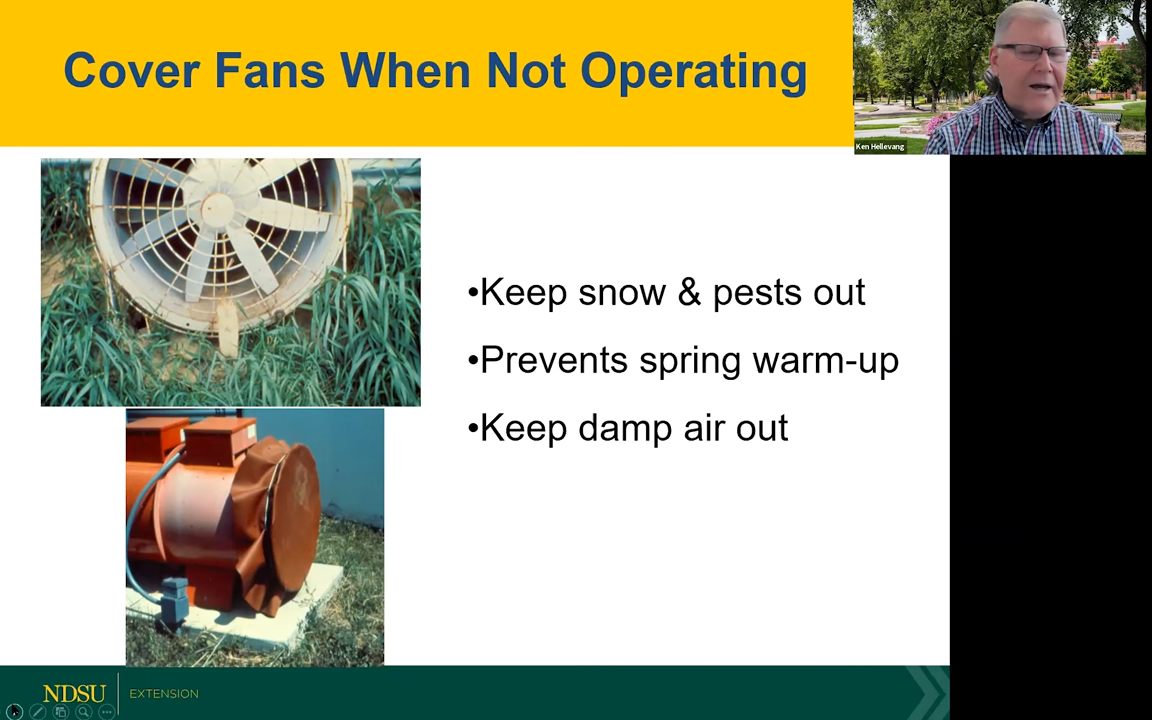 Cover Fans When Not Operating
Ken Hellevang
•Keep snow & pests out
•Prevents spring warm-up
•Keep damp air out
NDSU EXTENSION